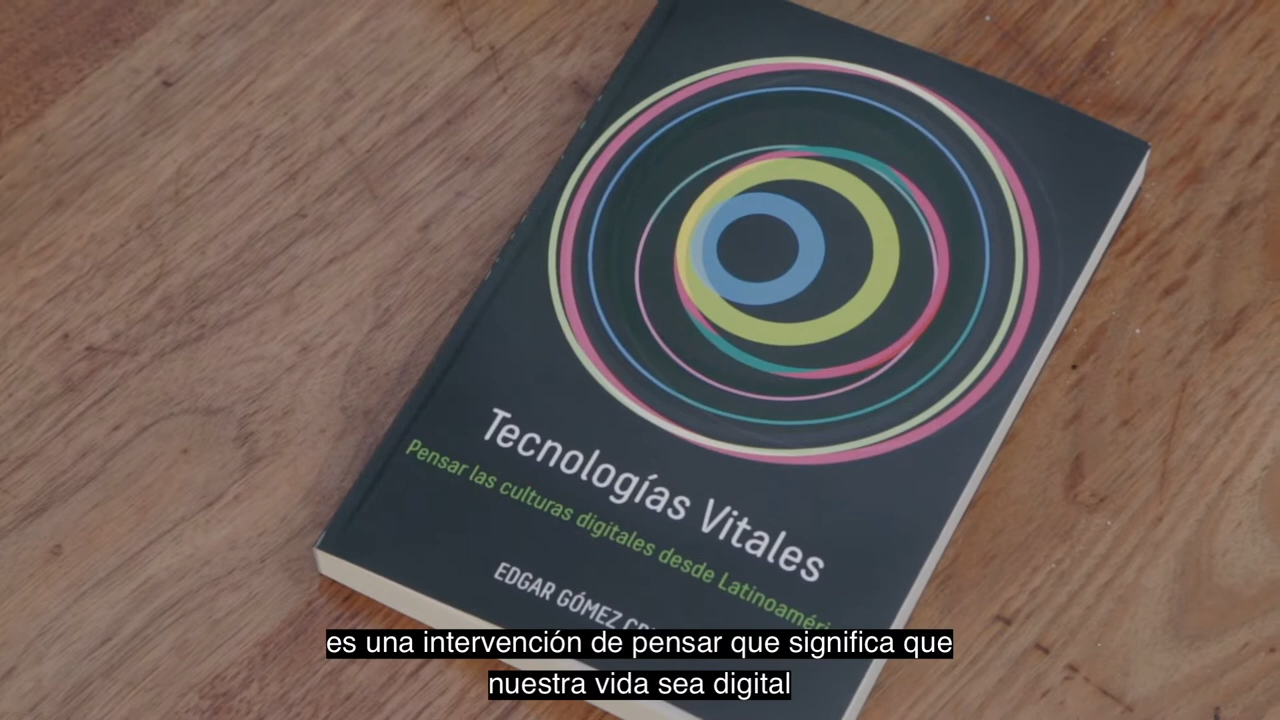 Tecnologías Vitales
Pensar las culturas digitales desde
EDGAR GÓMEZ
es una intervención de pensar que significa que
nuestra vida sea digital